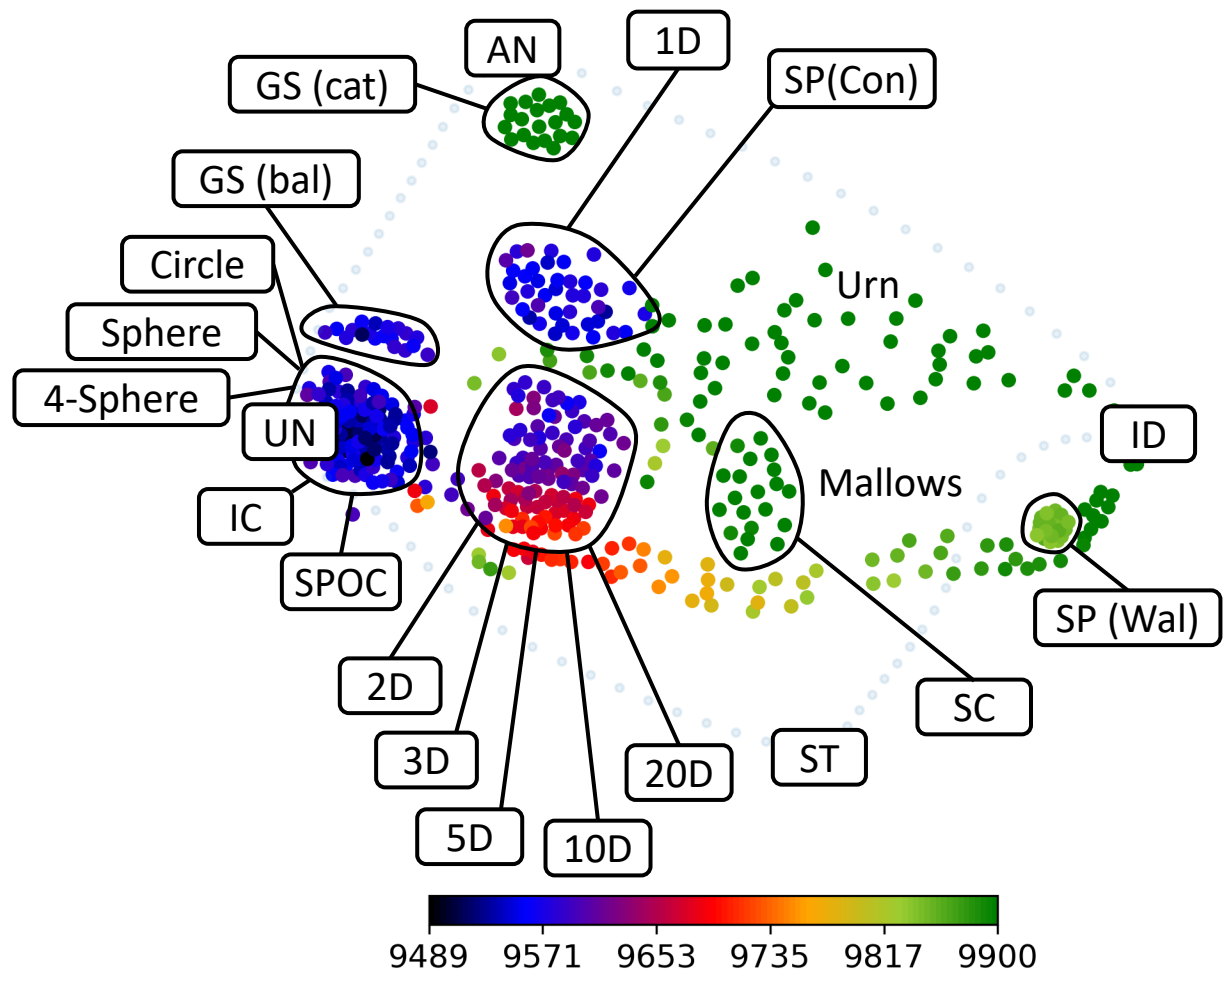 AN
1D
GS (cat)
SP(Con)
GS (bal)
Circle
Urn
Sphere
4-Sphere
UN
ID
Mallows
IC
SPOC
SP (Wal)
2D
SC
3D
20D
ST
5D
10D
9489 9571 9653 9735 9817 9900